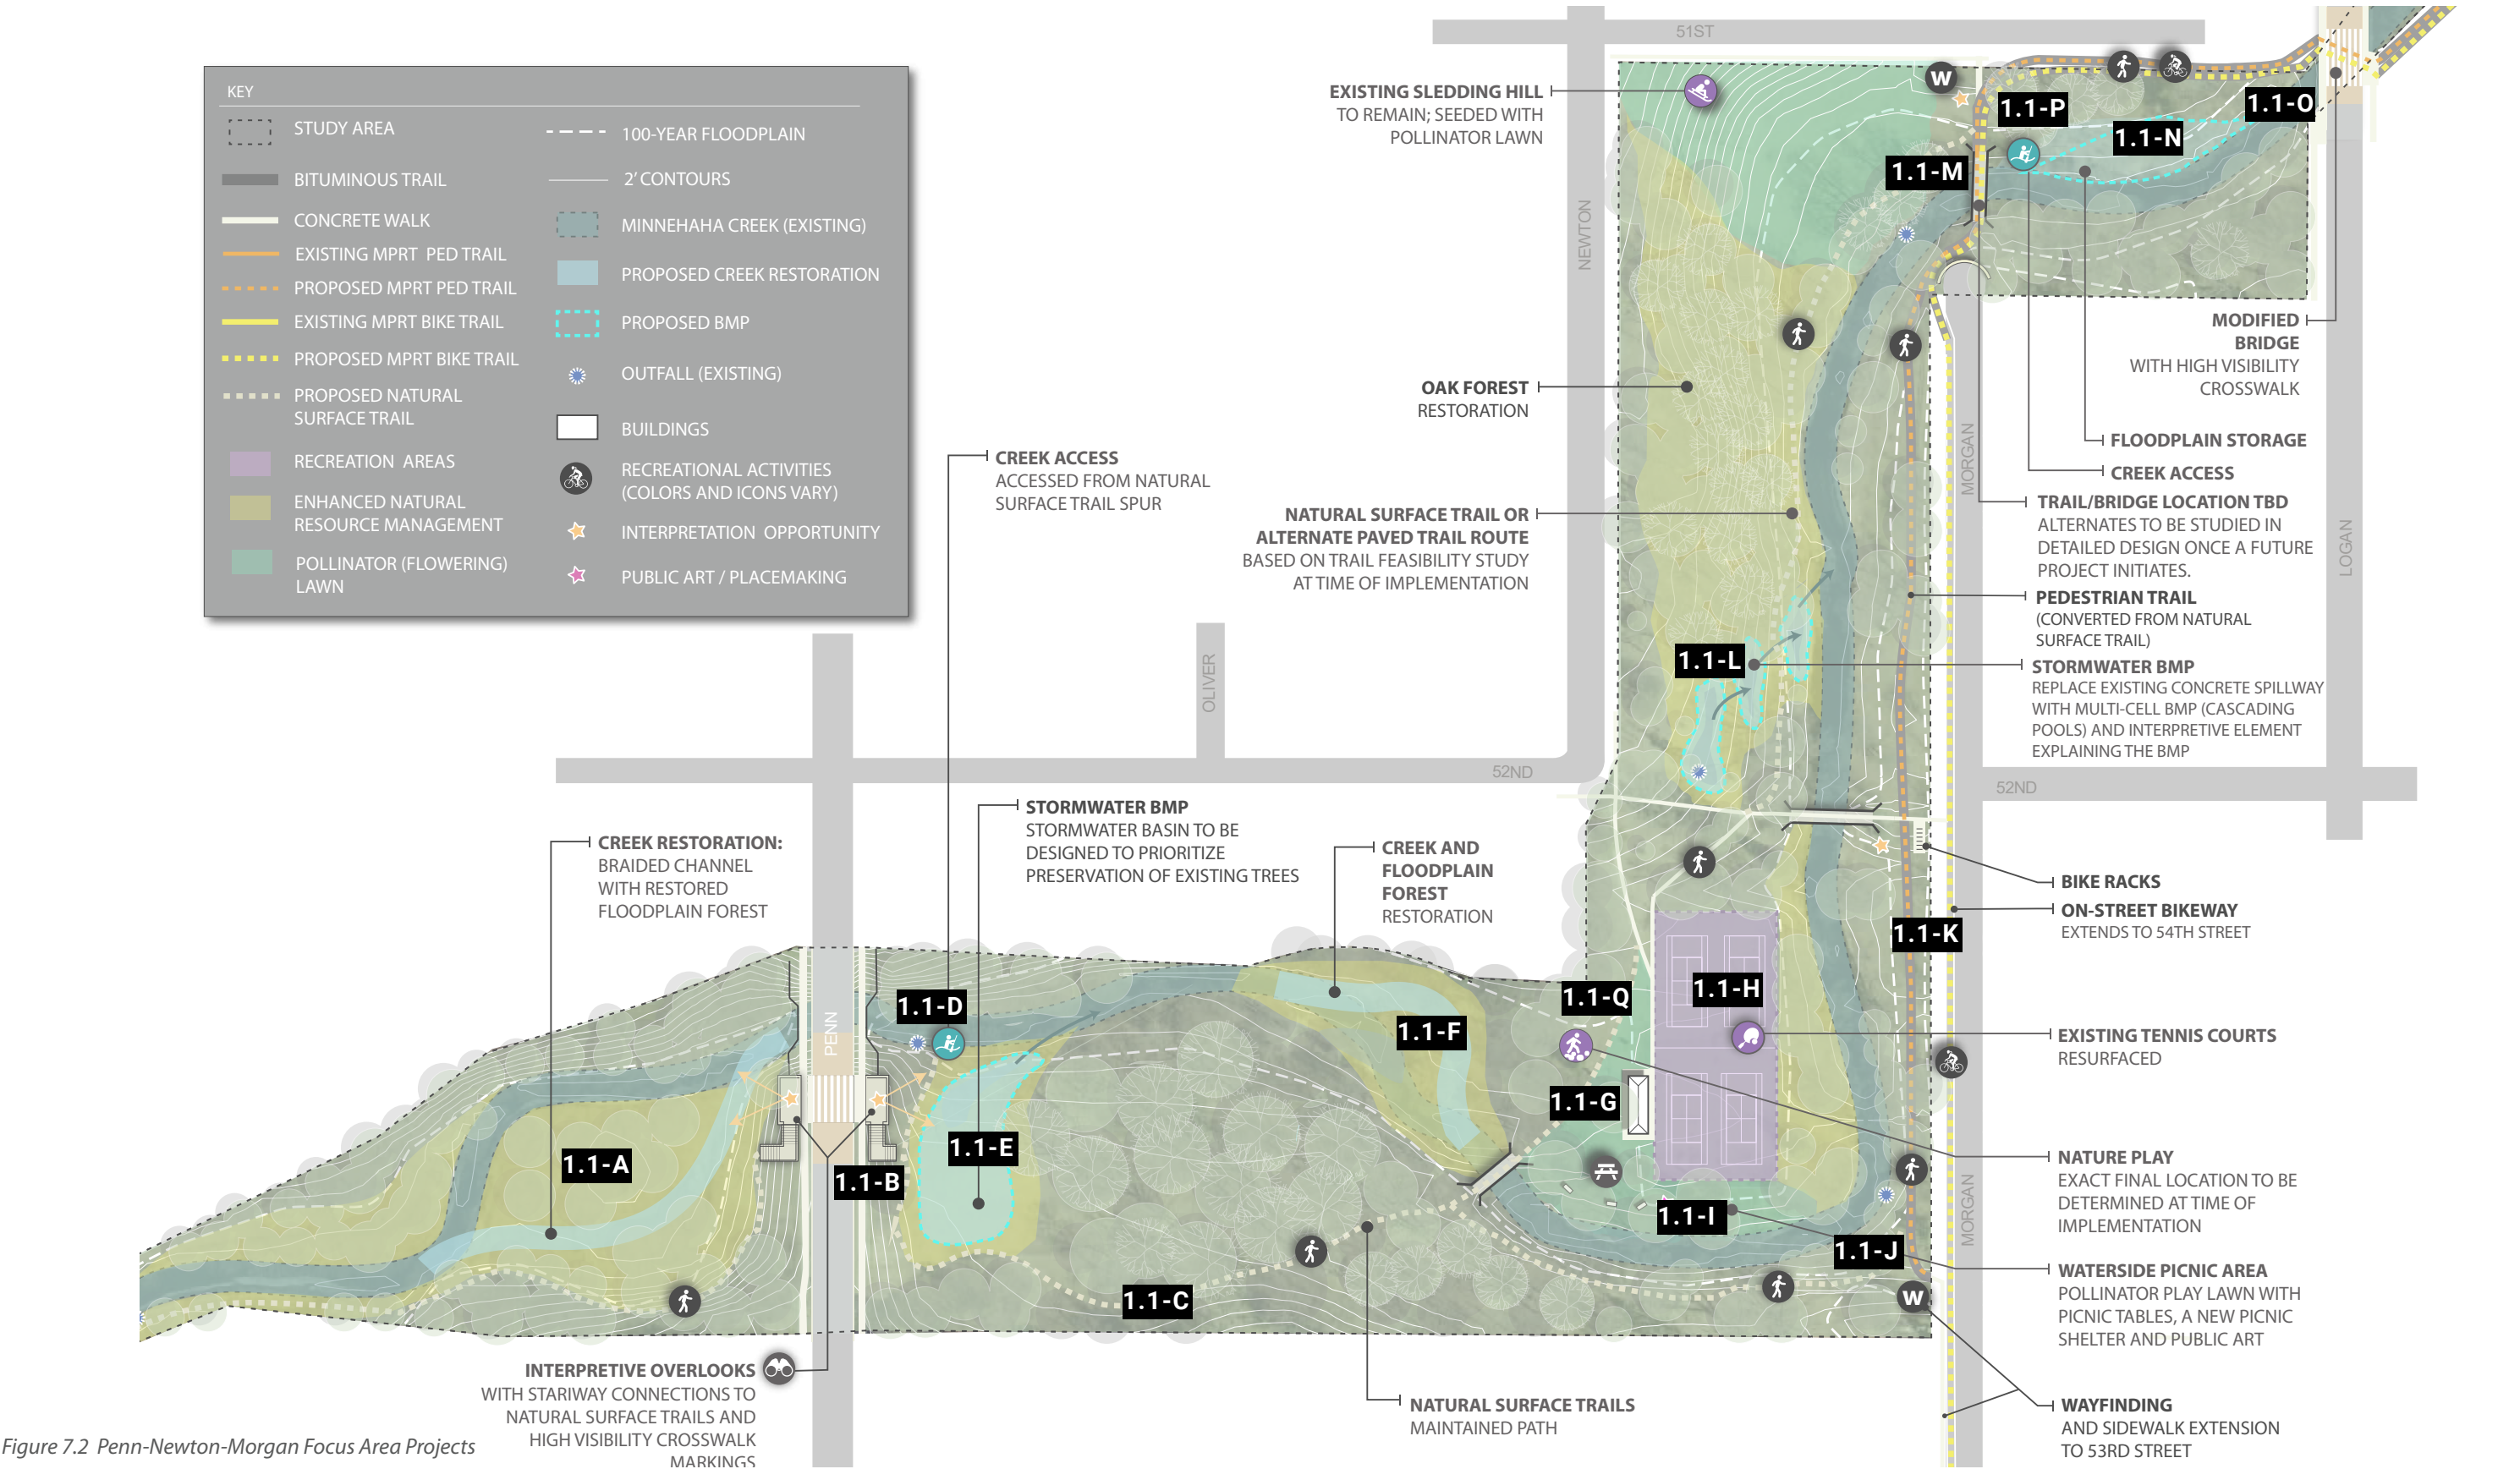 KEY
STUDY AREA
BITUMINOUS TRAIL
CONCRETE WALK
EXISTING MPRT PED TRAIL
PROPOSED MPRT PED TRAIL
EXISTING MPRT BIKE TRAIL
PROPOSED MPRT BIKE TRAIL
PROPOSED NATURAL
SURFACE TRAIL
RECREATION AREAS
ENHANCED NATURAL
RESOURCE MANAGEMENT
POLLINATOR (FLOWERING)
LAWN
100-YEAR FLOODPLAIN
2' CONTOURS
MINNEHAHA CREEK (EXISTING)
PROPOSED CREEK RESTORATION
PROPOSED BMP
OUTFALL (EXISTING)
BUILDINGS
RECREATIONAL ACTIVITIES
(COLORS AND ICONS VARY)
INTERPRETATION OPPORTUNITY
PUBLIC ART / PLACEMAKING
51ST
NEWTON
MORGAN
LOGAN
OLIVER
PENN
52ND
52ND
MORGAN
EXISTING SLEDDING HILL
TO REMAIN; SEEDED WITH
POLLINATOR LAWN
W
1.1-P
1.1-O
1.1-N
1.1-M
MODIFIED
BRIDGE
WITH HIGH VISIBILITY
CROSSWALK
OAK FOREST
RESTORATION
FLOODPLAIN STORAGE
CREEK ACCESS
CREEK ACCESS
ACCESSED FROM NATURAL
SURFACE TRAIL SPUR
NATURAL SURFACE TRAIL OR
ALTERNATE PAVED TRAIL ROUTE
BASED ON TRAIL FEASIBILITY STUDY
AT TIME OF IMPLEMENTATION
TRAIL/BRIDGE LOCATION TBD
ALTERNATES TO BE STUDIED IN
DETAILED DESIGN ONCE A FUTURE
PROJECT INITIATES.
PEDESTRIAN TRAIL
(CONVERTED FROM NATURAL
SURFACE TRAIL)
1.1-L
STORMWATER BMP
REPLACE EXISTING CONCRETE SPILLWAY
WITH MULTI-CELL BMP (CASCADING
POOLS) AND INTERPRETIVE ELEMENT
EXPLAINING THE BMP
STORMWATER BMP
STORMWATER BASIN TO BE
DESIGNED TO PRIORITIZE
PRESERVATION OF EXISTING TREES
CREEK RESTORATION:
BRAIDED CHANNEL
WITH RESTORED
FLOODPLAIN FOREST
CREEK AND
FLOODPLAIN
FOREST
RESTORATION
BIKE RACKS
ON-STREET BIKEWAY
EXTENDS TO 54TH STREET
1.1-K
1.1-D
1.1-Q
1.1-H
1.1-F
EXISTING TENNIS COURTS
RESURFACED
1.1-G
1.1-E
1.1-A
1.1-B
NATURE PLAY
EXACT FINAL LOCATION TO BE
DETERMINED AT TIME OF
IMPLEMENTATION
1.1-I
1.1-J
WATERSIDE PICNIC AREA
POLLINATOR PLAY LAWN WITH
PICNIC TABLES, A NEW PICNIC
SHELTER AND PUBLIC ART
1.1-C
W
INTERPRETIVE OVERLOOKS
WITH STARIWAY CONNECTIONS TO
NATURAL SURFACE TRAILS AND
HIGH VISIBILITY CROSSWALK
MARKINGS
NATURAL SURFACE TRAILS
MAINTAINED PATH
WAYFINDING
AND SIDEWALK EXTENSION
TO 53RD STREET
Figure 7.2 Penn-Newton-Morgan Focus Area Projects